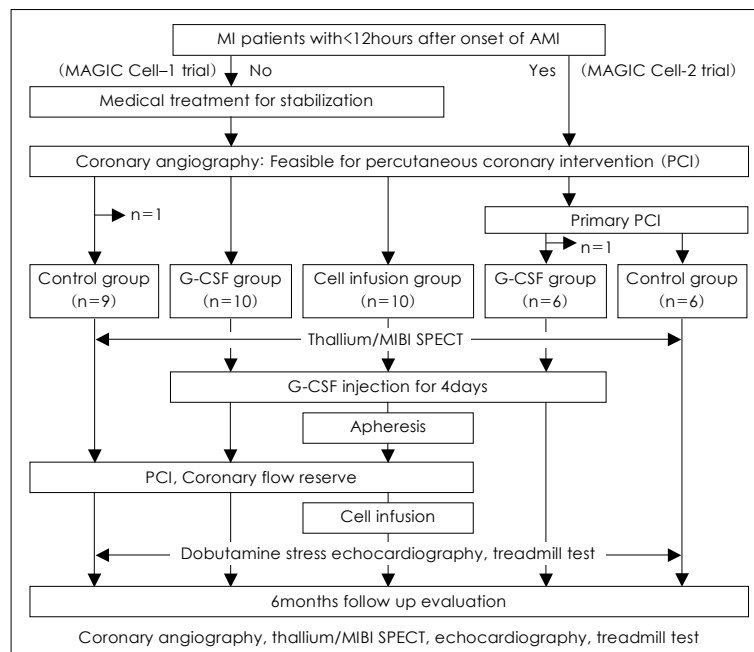 MI patients with<12hours after onset of AMI
(MAGIC Cell–1 trial) No Yes (MAGIC Cell-2 trial)
Medical treatment for stabilization
Coronary angiography: Feasible for percutaneous coronary intervention (PCI)
n=1
Primary PCI
n=1
Control group
(n=9)
G-CSF group
(n=10)
Cell infusion group
(n=10)
G-CSF group
(n=6)
Control group
(n=6)
Thallium/MIBI SPECT
G-CSF injection for 4days
Apheresis
PCI, Coronary flow reserve
Cell infusion
Dobutamine stress echocardiography, treadmill test
6months follow up evaluation
Coronary angiography, thallium/MIBI SPECT, echocardiography, treadmill test